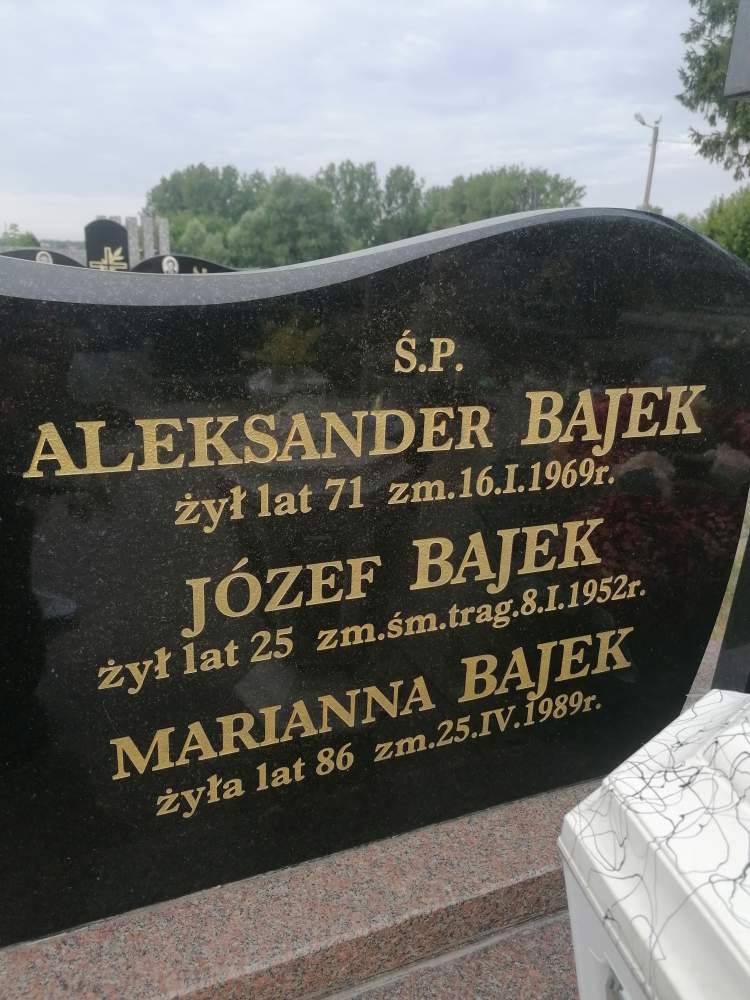 Ś.P.
ALEKSANDER BAJEK
żył lat 71 zm.16.I.1969r.
JÓZEF BAJEK
żył lat 25 zm.śm.trag.8.I.1952r.
MARIANNA BAJEK
żyła lat 86 zm.25.IV.1989r.